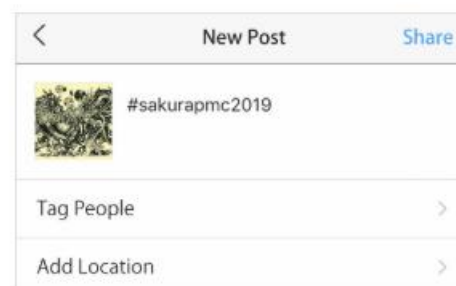 New Post
Share
#sakurapmc2019
Tag People
Add Location